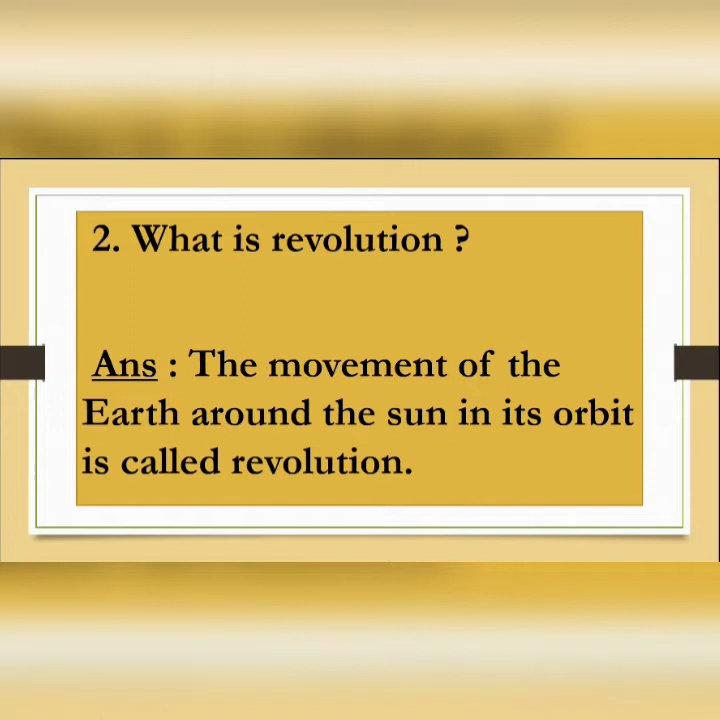 2. What is revolution ?
Ans : The movement of the
Earth around the sun in its orbit
is called revolution.